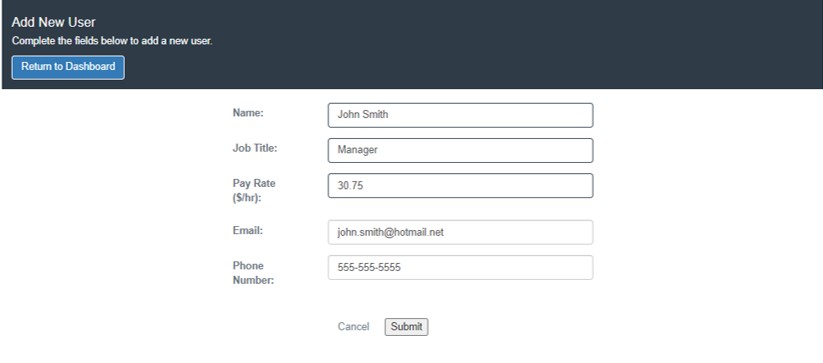 Add New User
Complete the fields below to add a new user.
Return to Dashboard
Name:
John Smith
Job Title:
Manager
Pay Rate
($/hr):
30.75
Email:
john.smith@hotmail.net
Phone
Number:
555-555-5555
Cancel
Submit